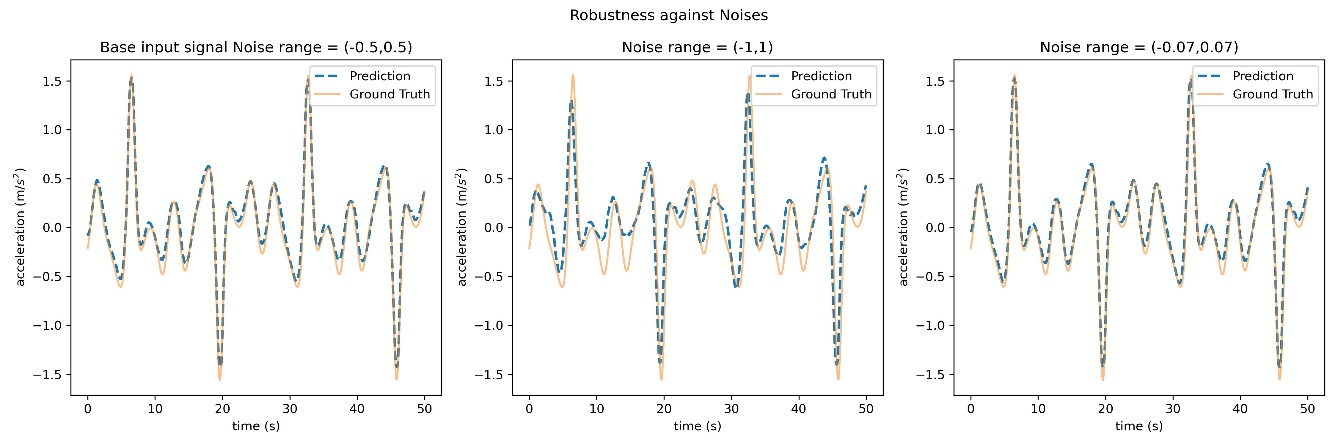 Robustness against Noises
Base input signal Noise range = (-0.5,0.5)
Prediction
Ground Truth
1.5
1.0
0.5
0.0
−0.5
−1.0
−1.5
acceleration (m/s²)
0 10 20 30 40 50
time (s)
Noise range = (-1,1)
Prediction
Ground Truth
1.5
1.0
0.5
0.0
−0.5
−1.0
−1.5
acceleration (m/s²)
0 10 20 30 40 50
time (s)
Noise range = (-0.07,0.07)
Prediction
Ground Truth
1.5
1.0
0.5
0.0
−0.5
−1.0
−1.5
acceleration (m/s²)
0 10 20 30 40 50
time (s)